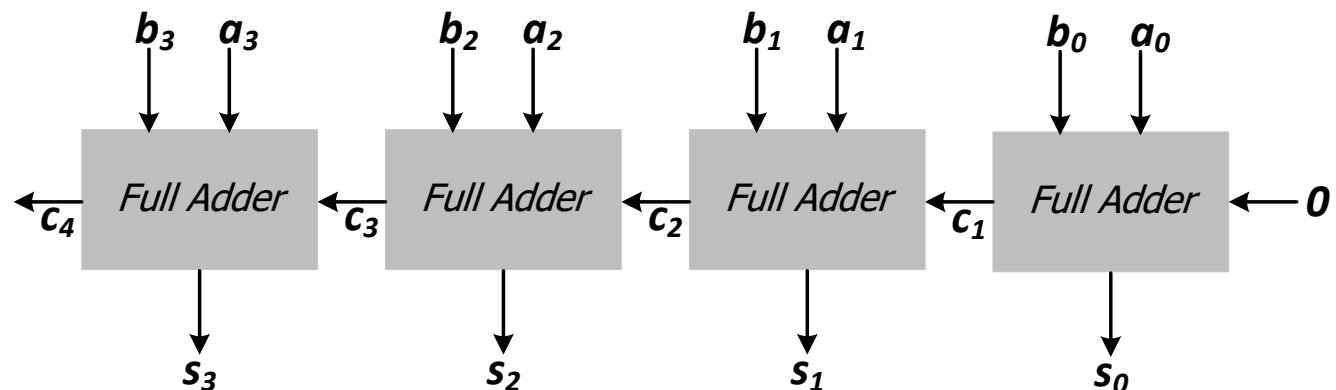 b₃ a₃ b₂ a₂ b₁ a₁ b₀ a₀
Full Adder Full Adder Full Adder Full Adder 0
c₄ c₃ c₂ c₁
s₃ s₂ s₁ s₀